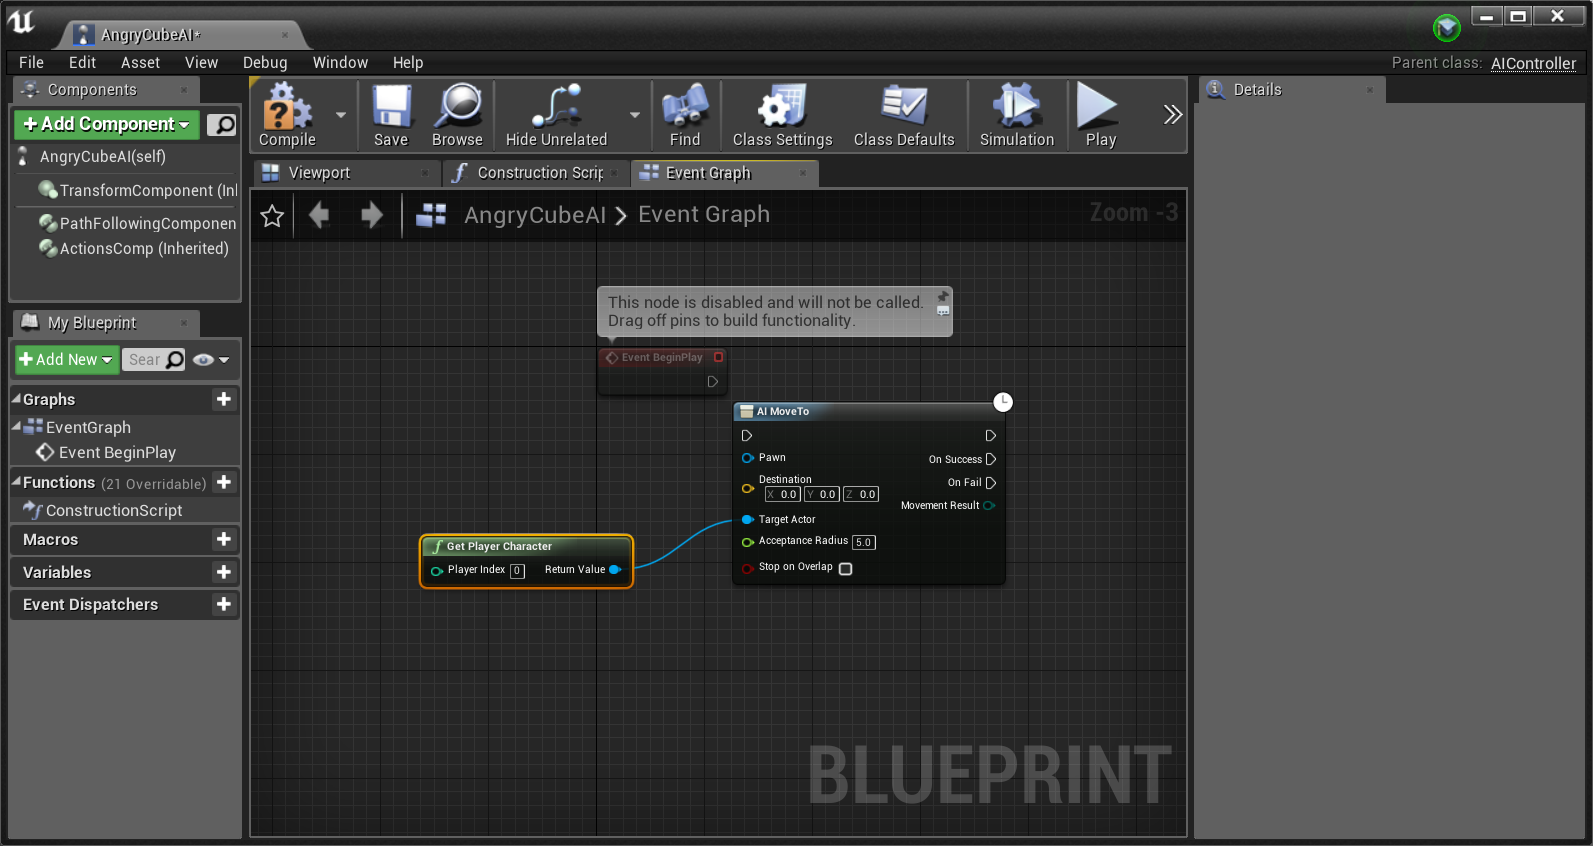 AngryCubeAI*
File Edit Asset View Debug Window Help
Parent class: AIController
Components
+ Add Component
AngryCubeAI(self)
TransformComponent (Inl
PathFollowingComponen
ActionsComp (Inherited)
My Blueprint
+ Add New
Sear
Graphs
EventGraph
Event BeginPlay
Functions (21 Overridable)
ConstructionScript
Macros
Variables
Event Dispatchers
Compile
Save
Browse
Hide Unrelated
Find
Class Settings
Class Defaults
Simulation
Play
Viewport
Construction Scrip
Event Graph
AngryCubeAI > Event Graph
Zoom -3
This node is disabled and will not be called.
Drag off pins to build functionality.
Event BeginPlay
AI MoveTo
Pawn
On Success
Destination
X 0.0 Y 0.0 Z 0.0
On Fail
Movement Result
Target Actor
Acceptance Radius 5.0
Stop on Overlap
Get Player Character
Player Index 0
Return Value
BLUEPRINT
Details